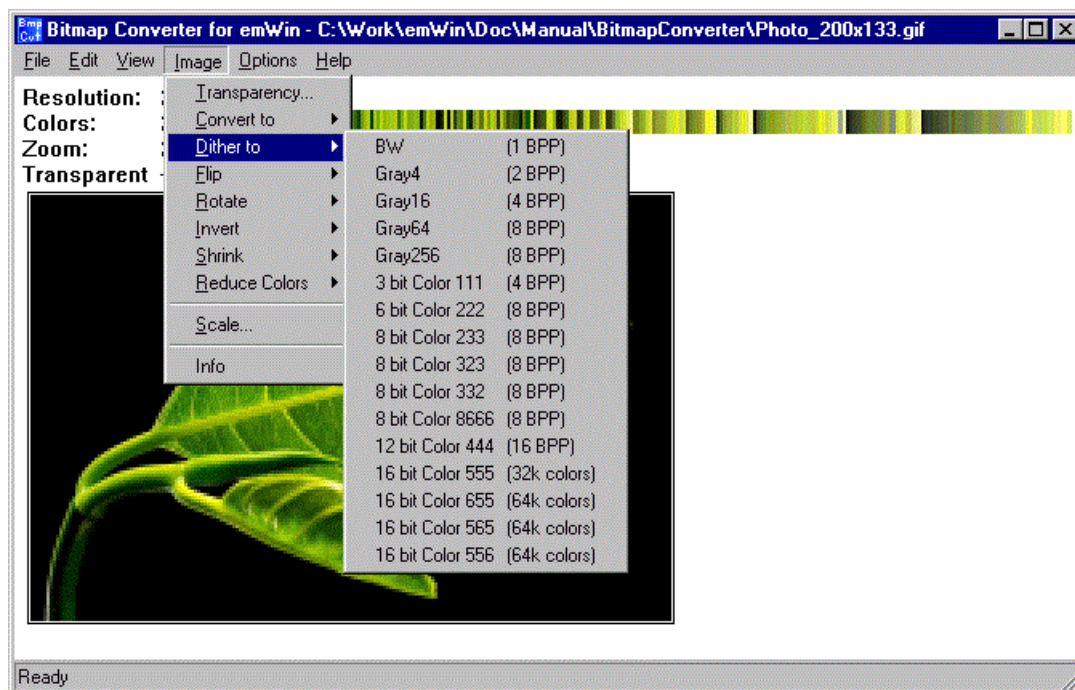 Bmp Cvt Bitmap Converter for emWin - C:\Work\emWin\Doc\Manual\BitmapConverter\Photo_200x133.gif
File Edit View Image Options Help
Resolution:
Colors:
Zoom:
Transparent
Transparency...
Convert to
Dither to
Flip
Rotate
Invert
Shrink
Reduce Colors
Scale...
Info
BW (1 BPP)
Gray4 (2 BPP)
Gray16 (4 BPP)
Gray64 (8 BPP)
Gray256 (8 BPP)
3 bit Color 111 (4 BPP)
6 bit Color 222 (8 BPP)
8 bit Color 233 (8 BPP)
8 bit Color 323 (8 BPP)
8 bit Color 332 (8 BPP)
8 bit Color 8666 (8 BPP)
12 bit Color 444 (16 BPP)
16 bit Color 555 (32k colors)
16 bit Color 655 (64k colors)
16 bit Color 565 (64k colors)
16 bit Color 556 (64k colors)
Ready